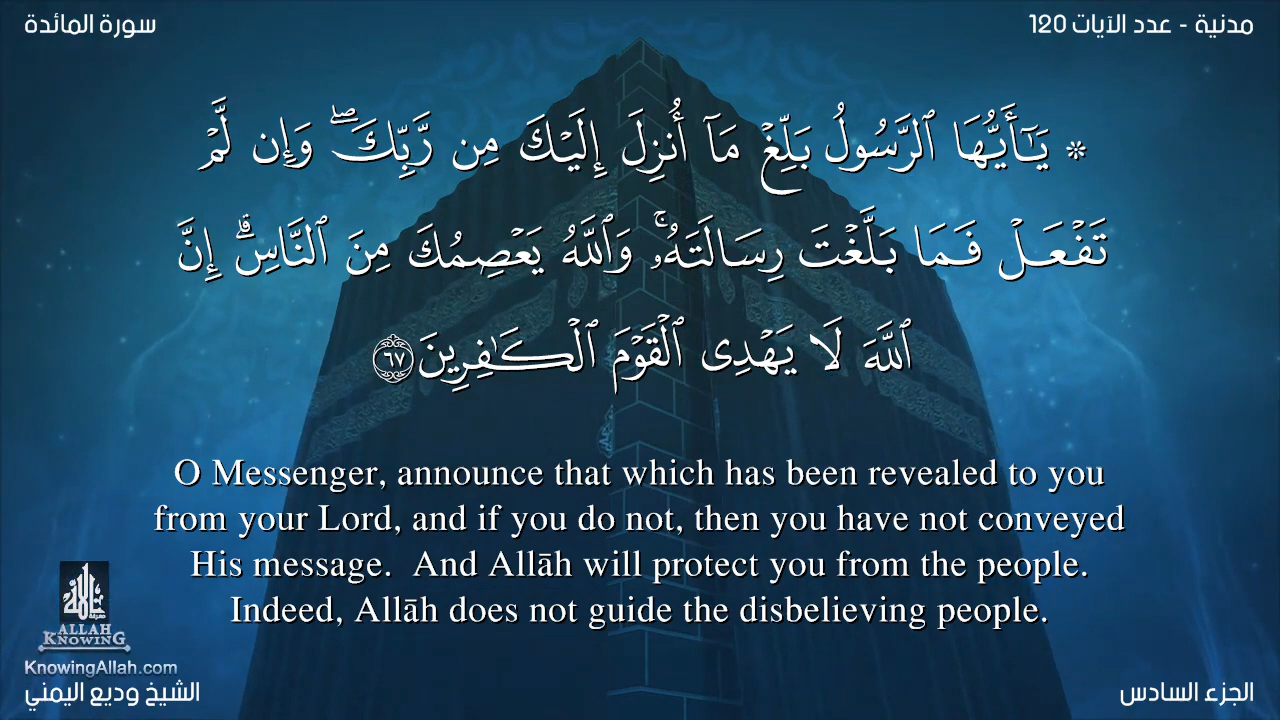 سورة المائدة
مدنية - عدد الآيات 120
۞ يَـٰٓأَيُّهَا ٱلرَّسُولُ بَلِّغْ مَآ أُنزِلَ إِلَيْكَ مِن رَّبِّكَ ۖ وَإِن لَّمْ
تَفْعَلْ فَمَا بَلَّغْتَ رِسَالَتَهُۥ ۚ وَٱللَّهُ يَعْصِمُكَ مِنَ ٱلنَّاسِ ۗ إِنَّ
ٱللَّهَ لَا يَهْدِى ٱلْقَوْمَ ٱلْكَـٰفِرِينَ ٦٧
O Messenger, announce that which has been revealed to you
from your Lord, and if you do not, then you have not conveyed
His message.  And Allāh will protect you from the people.
Indeed, Allāh does not guide the disbelieving people.
ALLAH
KNOWING
KnowingAllah.com
الشيخ وديع اليمني
الجزء السادس